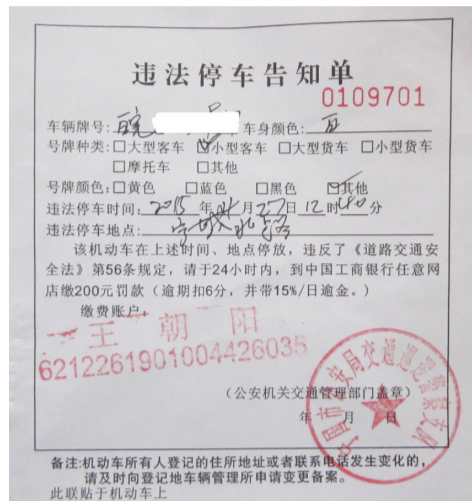 违法停车告知单
0109701
车辆牌号：皖 车身颜色：
号牌种类：□大型客车 ☑小型客车 □大型货车 □小型货车
□摩托车 □其他
号牌颜色：□黄色 □蓝色 □黑色 ☑其他
违法停车时间：2015年 月27日12时40分
违法停车地点：
该机动车在上述时间、地点停放，违反了《道路交通安
全法》第56条规定，请于24小时内，到中国工商银行任意网
店缴200元罚款（逾期扣6分，并带15%/日逾金。）
缴费账户：
王朝阳
6212261901004426035
（公安机关交通管理部门盖章）
年 月 日
备注:机动车所有人登记的住所地址或者联系电话发生变化的，
请及时向登记地车辆管理所申请变更备案。
此联贴于机动车上